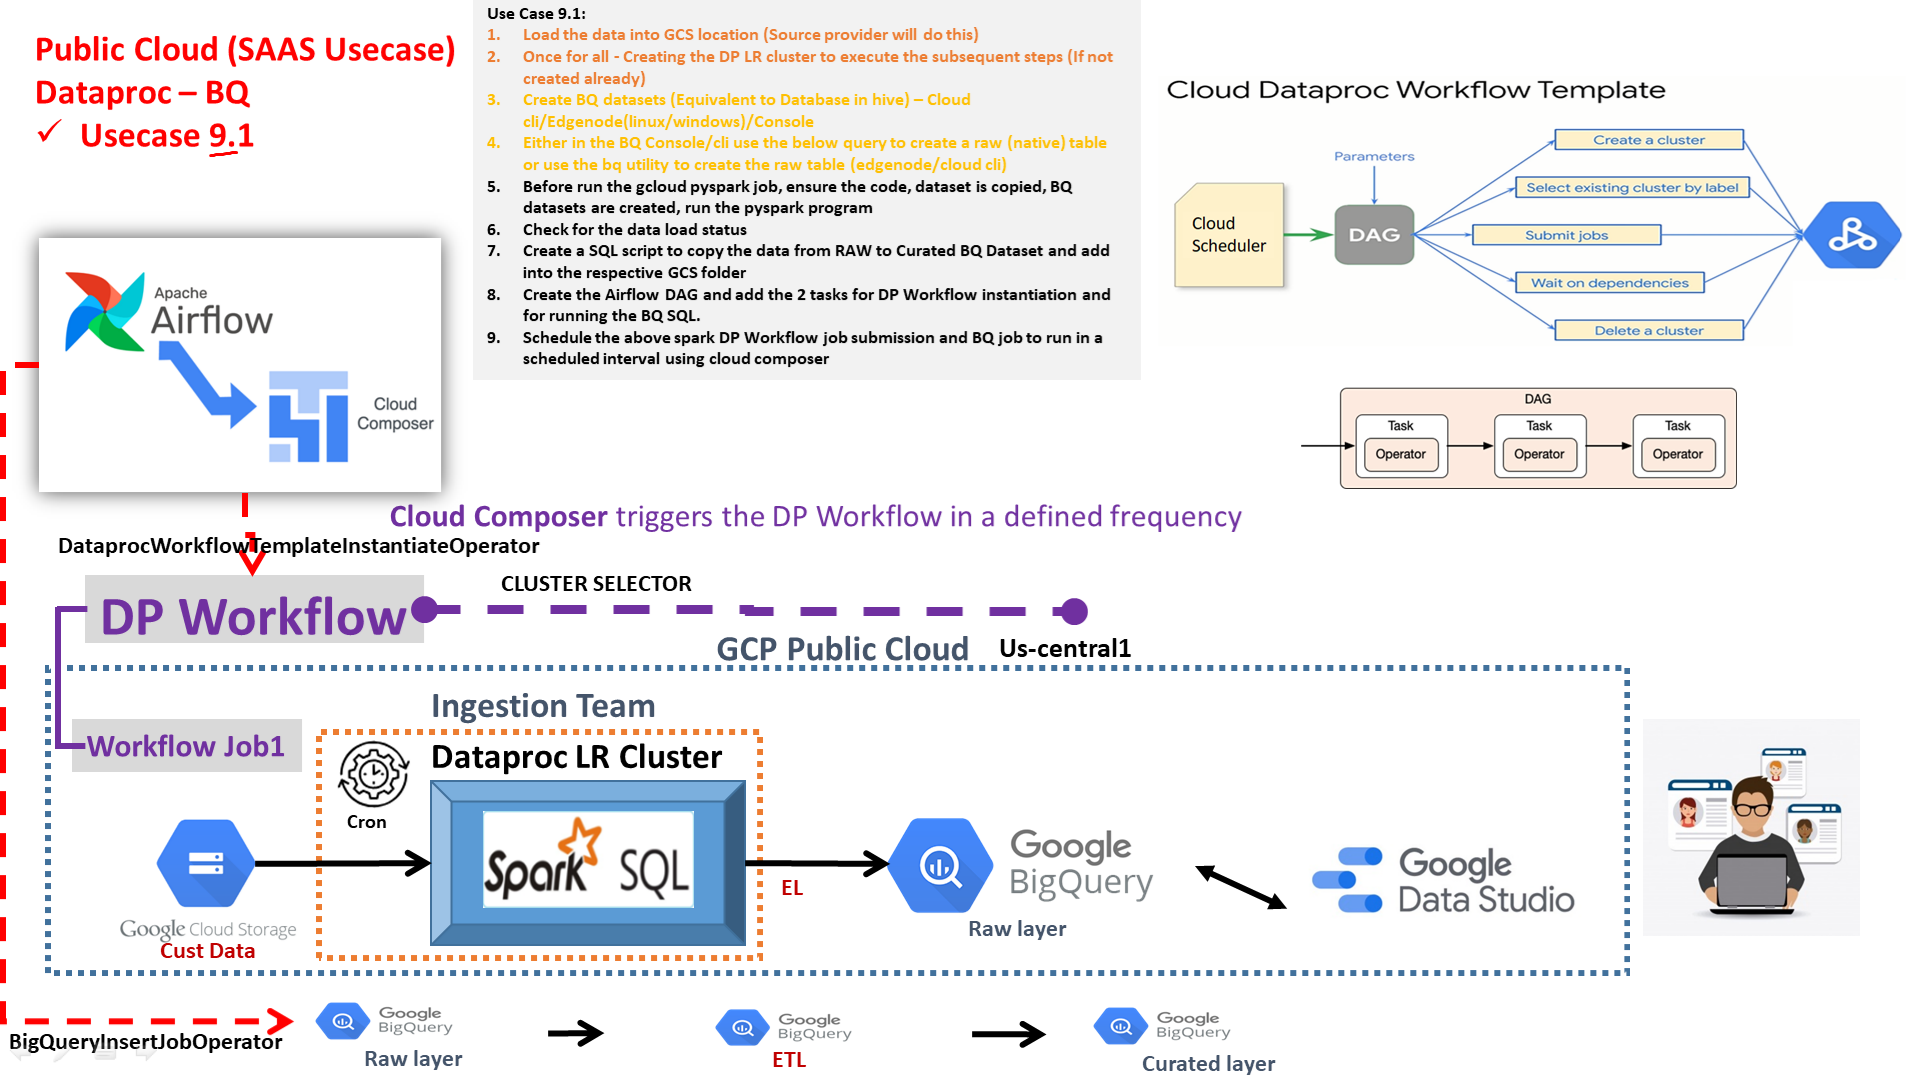 Public Cloud (SAAS Usecase)
Dataproc – BQ
✓ Usecase 9.1
Use Case 9.1:
1. Load the data into GCS location (Source provider will do this)
2. Once for all - Creating the DP LR cluster to execute the subsequent steps (If not
created already)
3. Create BQ datasets (Equivalent to Database in hive) – Cloud
cli/Edgenode(linux/windows)/Console
4. Either in the BQ Console/cli use the below query to create a raw (native) table
or use the bq utility to create the raw table (edgenode/cloud cli)
5. Before run the gcloud pyspark job, ensure the code, dataset is copied, BQ
datasets are created, run the pyspark program
6. Check for the data load status
7. Create a SQL script to copy the data from RAW to Curated BQ Dataset and add
into the respective GCS folder
8. Create the Airflow DAG and add the 2 tasks for DP Workflow instantiation and
for running the BQ SQL.
9. Schedule the above spark DP Workflow job submission and BQ job to run in a
scheduled interval using cloud composer
Cloud Dataproc Workflow Template
Parameters
Cloud
Scheduler
DAG
Create a cluster
Select existing cluster by label
Submit jobs
Wait on dependencies
Delete a cluster
DAG
Task
Operator
Task
Operator
Task
Operator
Apache
Airflow
Cloud
Composer
Cloud Composer triggers the DP Workflow in a defined frequency
DataprocWorkflowTemplateInstantiateOperator
DP Workflow
CLUSTER SELECTOR
GCP Public Cloud
Us-central1
Ingestion Team
Workflow Job1
Dataproc LR Cluster
Cron
Spark SQL
Google Cloud Storage
Cust Data
EL
Google
BigQuery
Raw layer
Google
Data Studio
BigQueryInsertJobOperator
Google
BigQuery
Raw layer
Google
BigQuery
ETL
Google
BigQuery
Curated layer